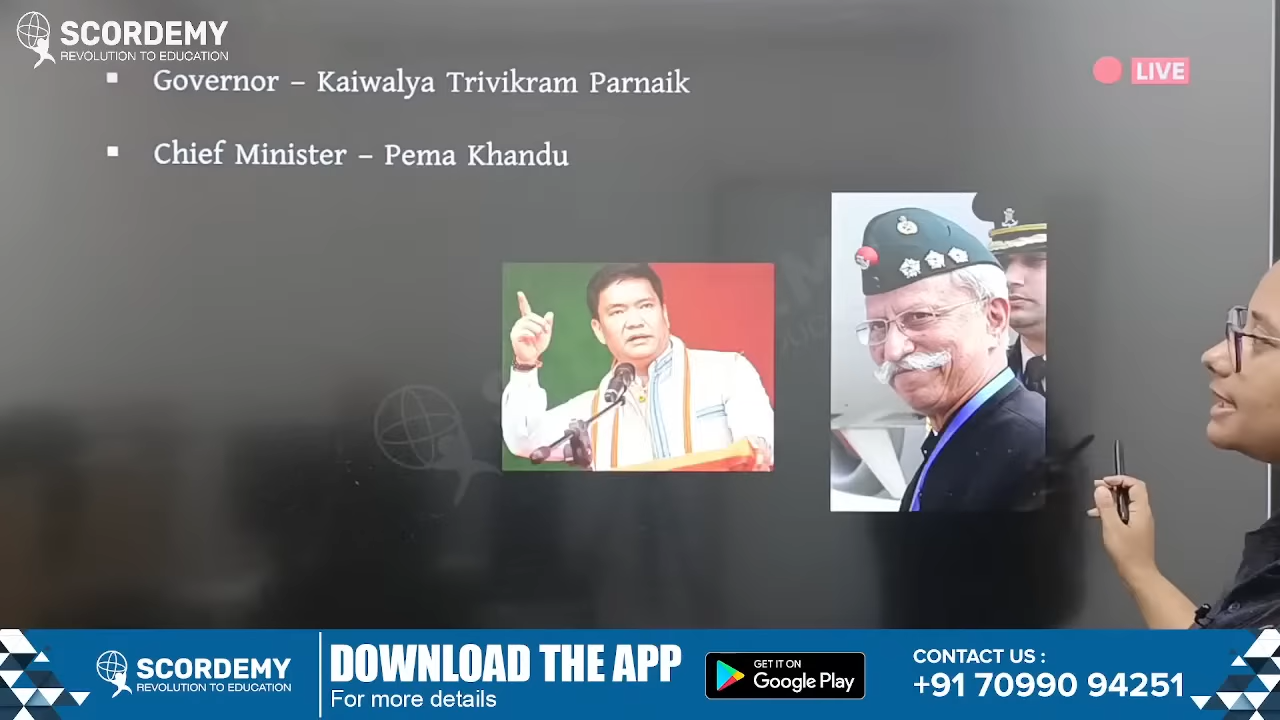 SCORDEMY
REVOLUTION TO EDUCATION
LIVE
▪ Governor – Kaiwalya Trivikram Parnaik
▪ Chief Minister – Pema Khandu
SCORDEMY
REVOLUTION TO EDUCATION
DOWNLOAD THE APP
For more details
GET IT ON
Google Play
CONTACT US :
+91 70990 94251